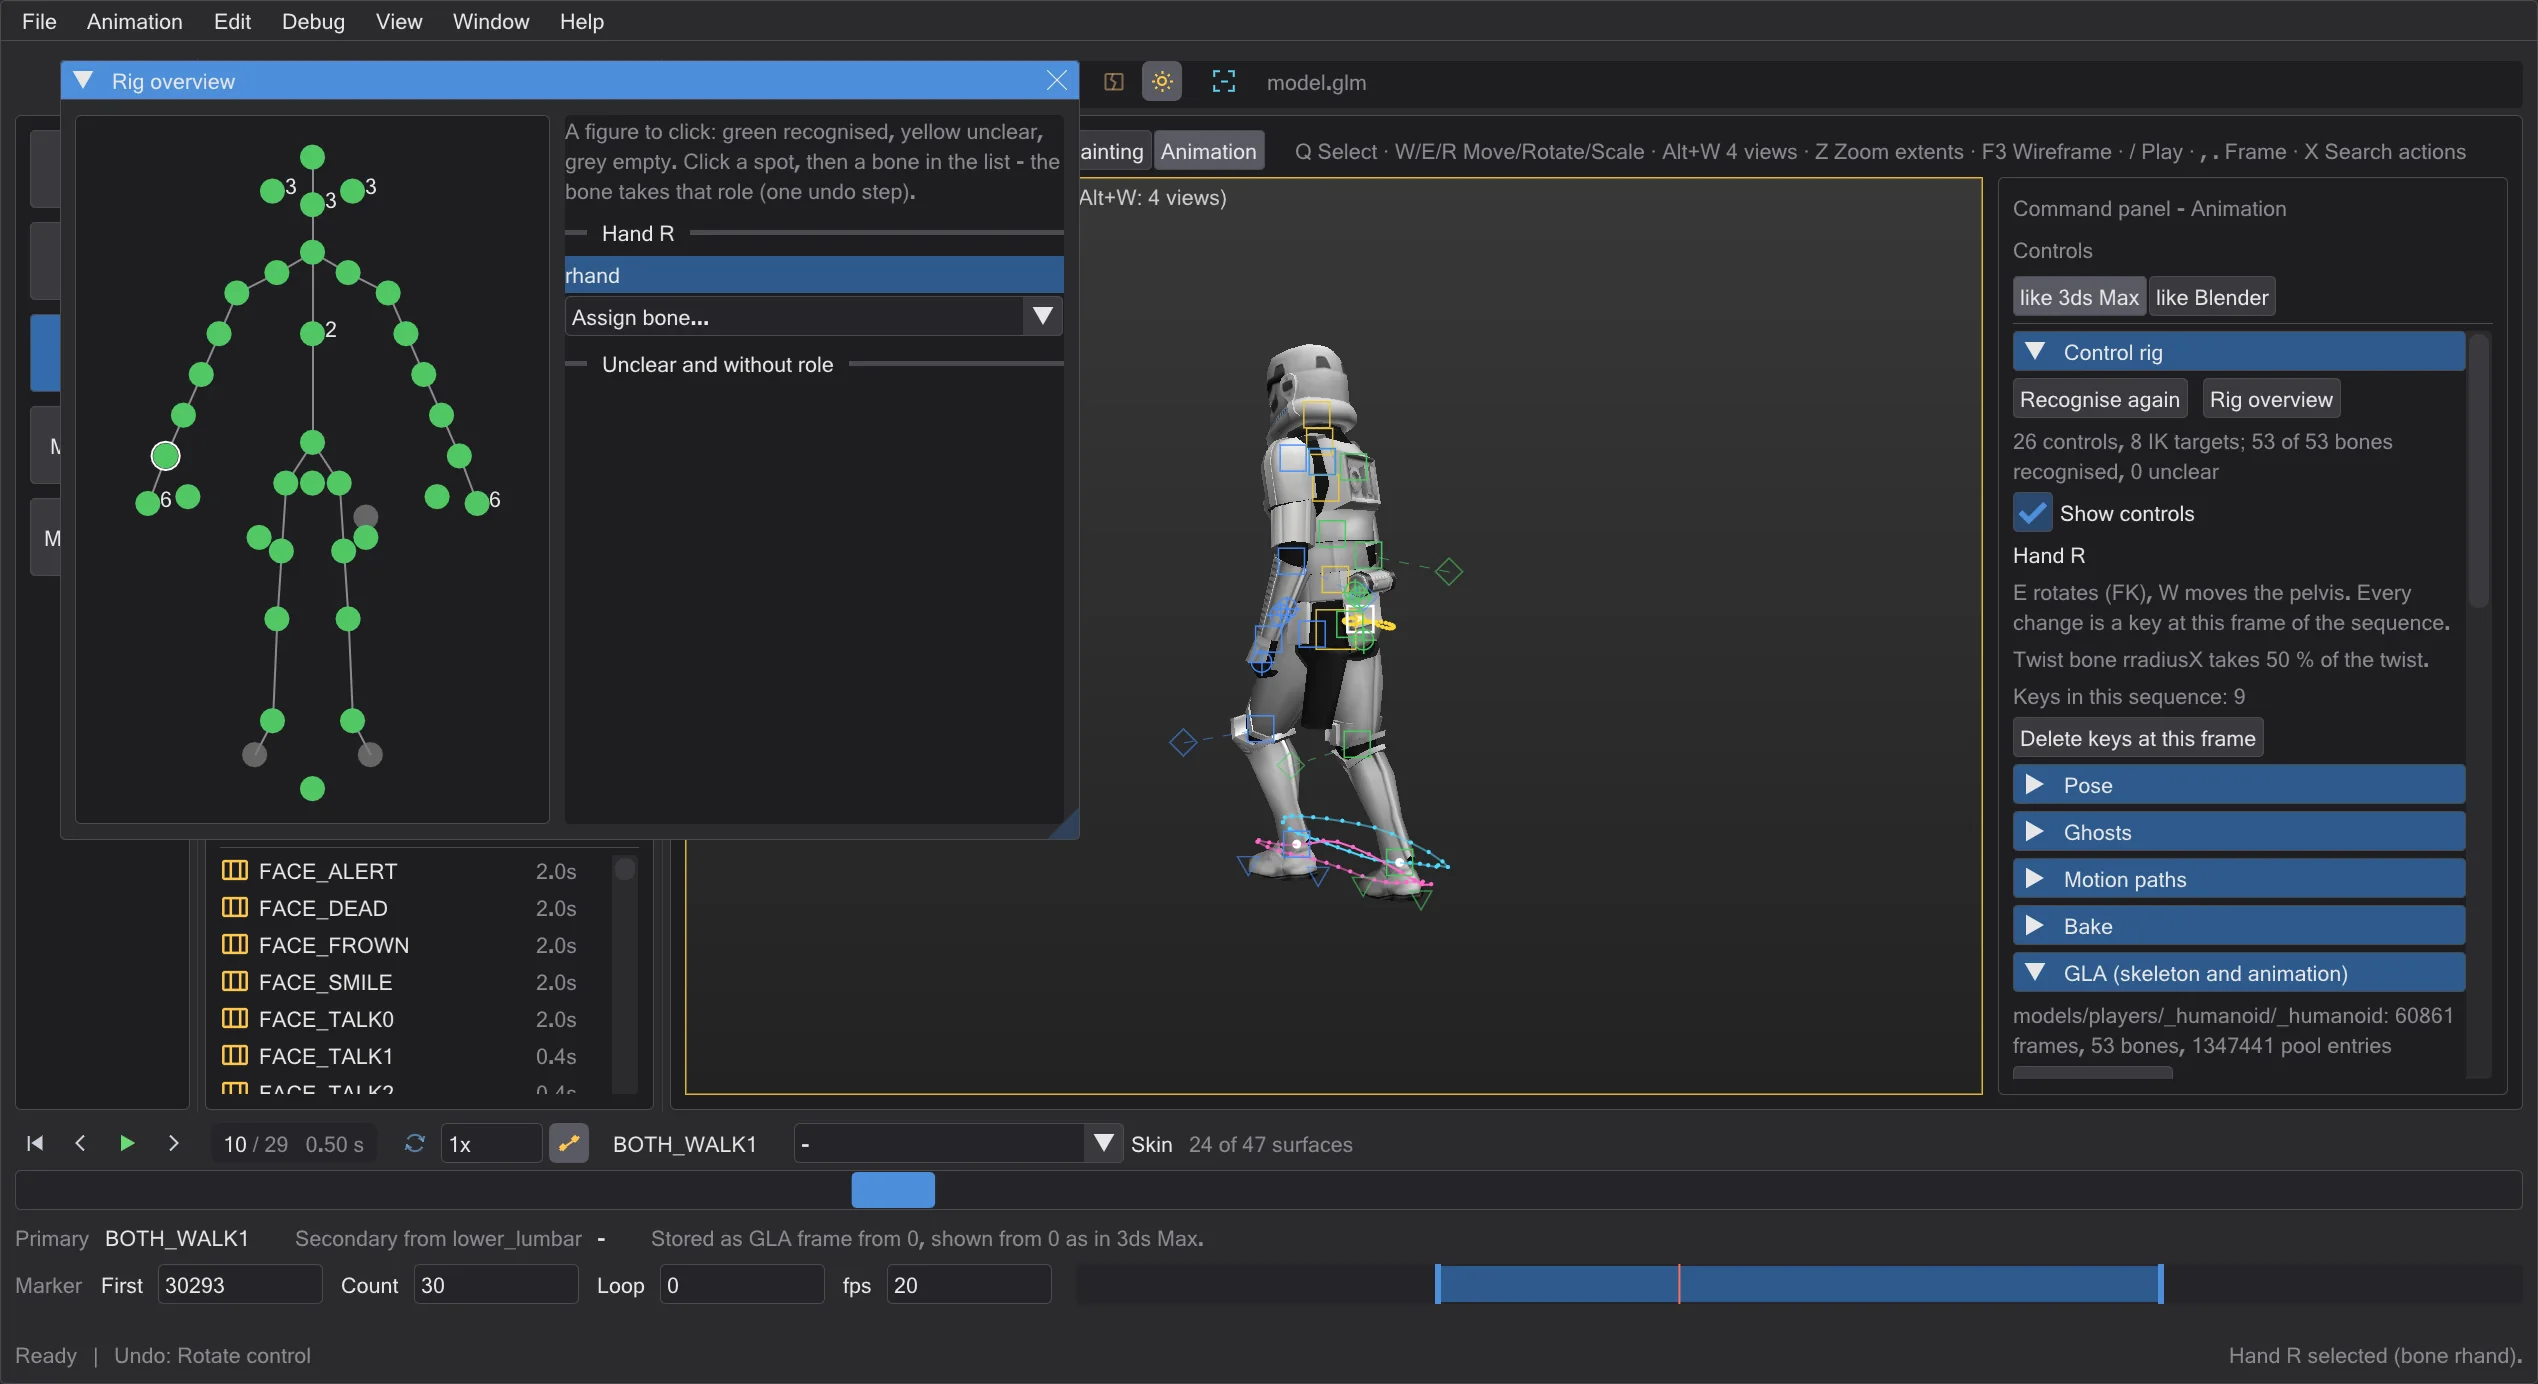 File Animation Edit Debug View Window Help
Rig overview
model.glm
A figure to click: green recognised, yellow unclear,
grey empty. Click a spot, then a bone in the list - the
bone takes that role (one undo step).
Hand R
rhand
Assign bone...
Unclear and without role
3
3
3
2
6
6
ainting Animation Q Select · W/E/R Move/Rotate/Scale · Alt+W 4 views · Z Zoom extents · F3 Wireframe · / Play · , . Frame · X Search actions
Alt+W: 4 views)
Command panel - Animation
Controls
like 3ds Max like Blender
Control rig
Recognise again Rig overview
26 controls, 8 IK targets; 53 of 53 bones
recognised, 0 unclear
Show controls
Hand R
E rotates (FK), W moves the pelvis. Every
change is a key at this frame of the sequence.
Twist bone rradiusX takes 50 % of the twist.
Keys in this sequence: 9
Delete keys at this frame
Pose
Ghosts
Motion paths
Bake
GLA (skeleton and animation)
models/players/_humanoid/_humanoid: 60861
frames, 53 bones, 1347441 pool entries
M
M
FACE_ALERT 2.0s
FACE_DEAD 2.0s
FACE_FROWN 2.0s
FACE_SMILE 2.0s
FACE_TALK0 2.0s
FACE_TALK1 0.4s
FACE_TALK2 0.4s
10 / 29 0.50 s 1x BOTH_WALK1 - Skin 24 of 47 surfaces
Primary BOTH_WALK1 Secondary from lower_lumbar - Stored as GLA frame from 0, shown from 0 as in 3ds Max.
Marker First 30293 Count 30 Loop 0 fps 20
Ready | Undo: Rotate control
Hand R selected (bone rhand).